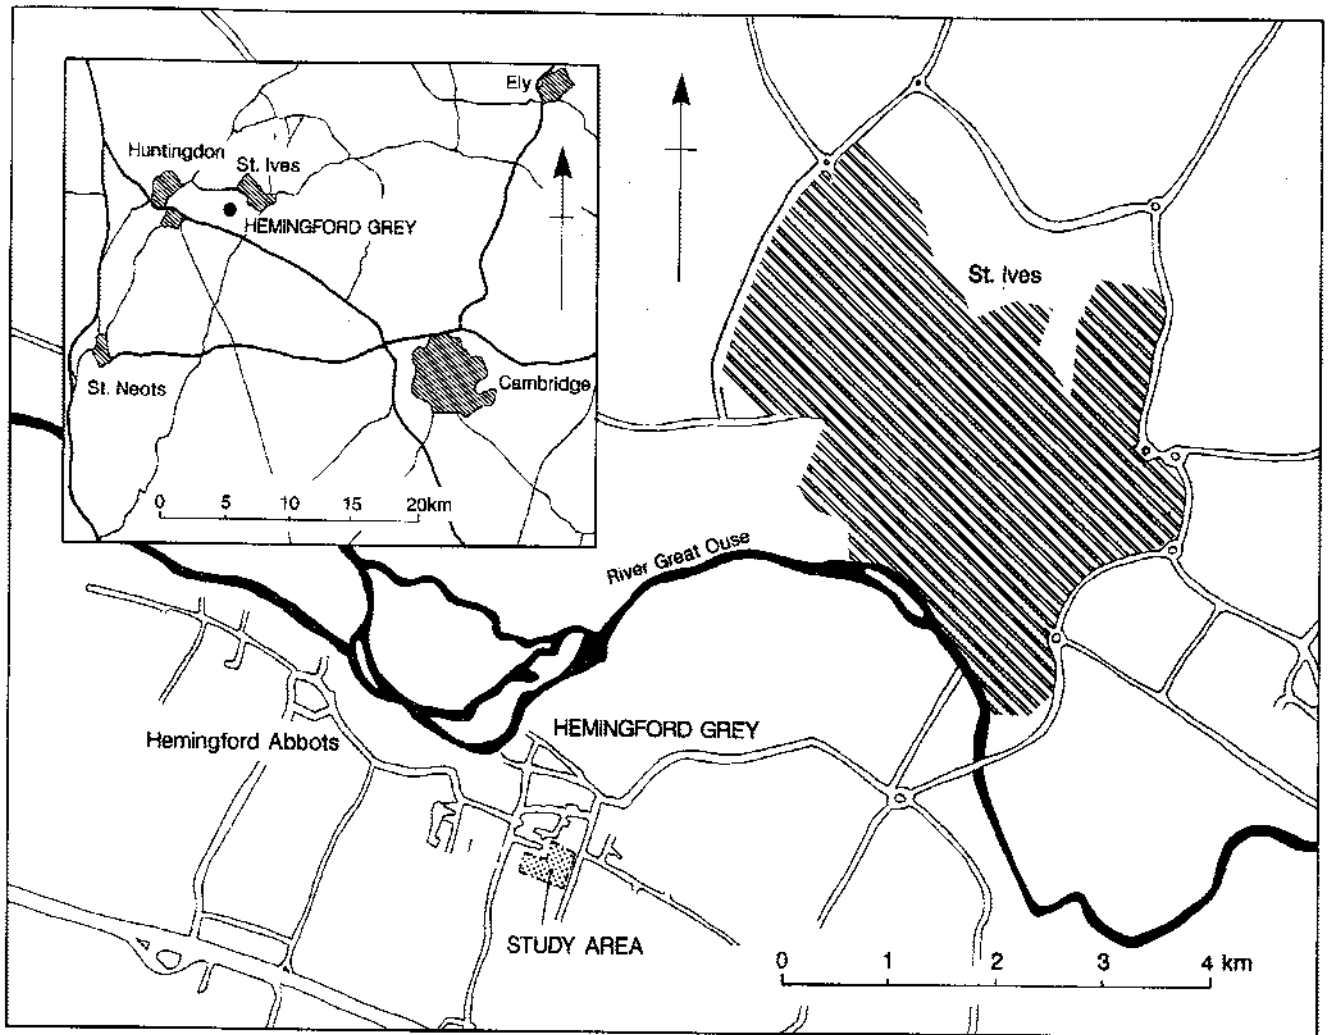 Ely
Huntingdon
St. Ives
HEMINGFORD GREY
St. Neots
Cambridge
0 5 10 15 20km
St. Ives
River Great Ouse
HEMINGFORD GREY
Hemingford Abbots
STUDY AREA
0 1 2 3 4 km